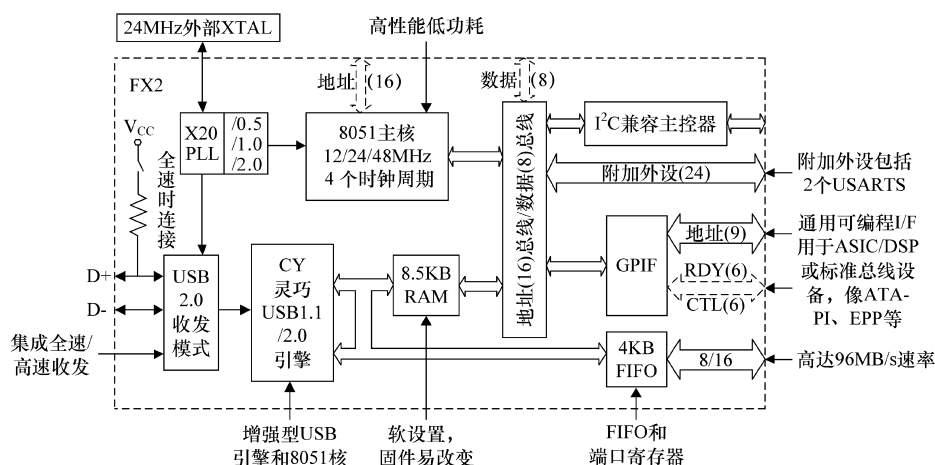 24MHz外部XTAL
高性能低功耗
FX2
地址(16)
数据(8)
VCC
X20
PLL
/0.5
/1.0
/2.0
8051主核
12/24/48MHz
4个时钟周期
I²C兼容主控器
全速时连接
地址(16)总线/数据(8)总线
附加外设(24)
附加外设包括
2个USARTS
D+
D-
USB
2.0
收发
模式
CY
灵巧
USB1.1
/2.0
引擎
8.5KB
RAM
GPIF
地址(9)
RDY(6)
CTL(6)
通用可编程I/F
用于ASIC/DSP
或标准总线设
备，像ATA-
PI、EPP等
集成全速/
高速收发
4KB
FIFO
8/16
高达96MB/s速率
增强型USB
引擎和8051核
软设置，
固件易改变
FIFO和
端口寄存器